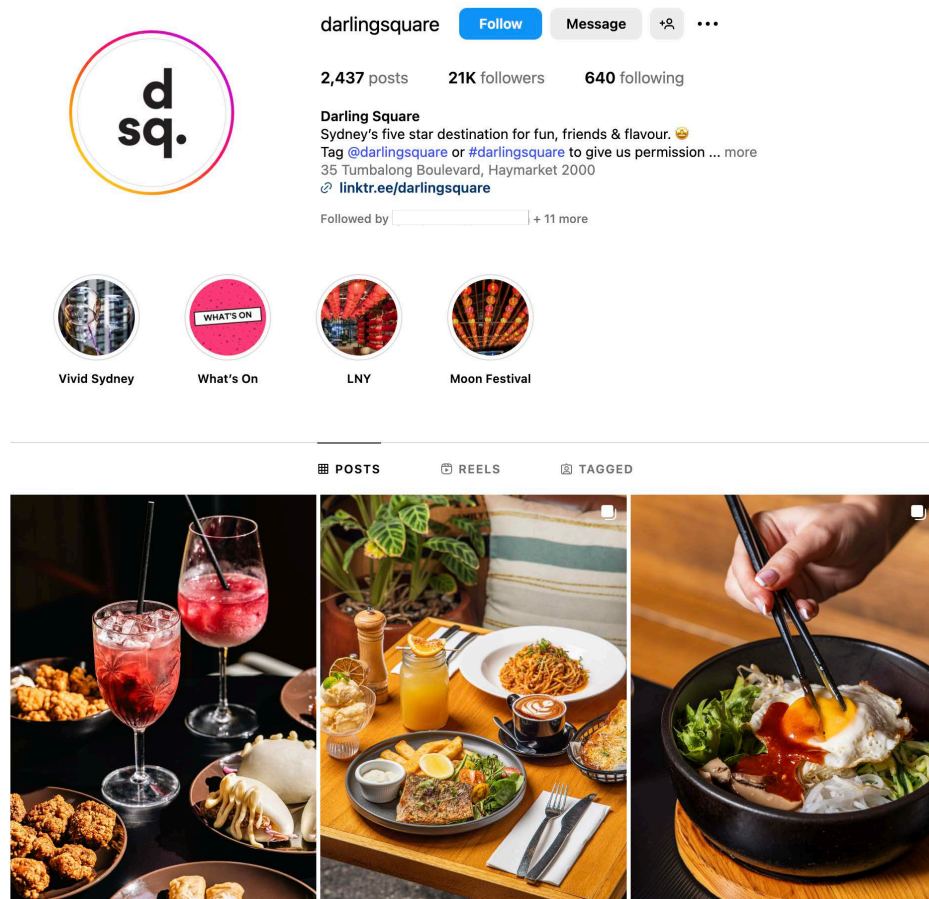 darlingsquare Follow Message
2,437 posts 21K followers 640 following
d
sq.
Darling Square
Sydney's five star destination for fun, friends & flavour. 🤩
Tag @darlingsquare or #darlingsquare to give us permission ... more
35 Tumbalong Boulevard, Haymarket 2000
linktr.ee/darlingsquare
Followed by + 11 more
WHAT'S ON
Vivid Sydney What's On LNY Moon Festival
POSTS REELS TAGGED